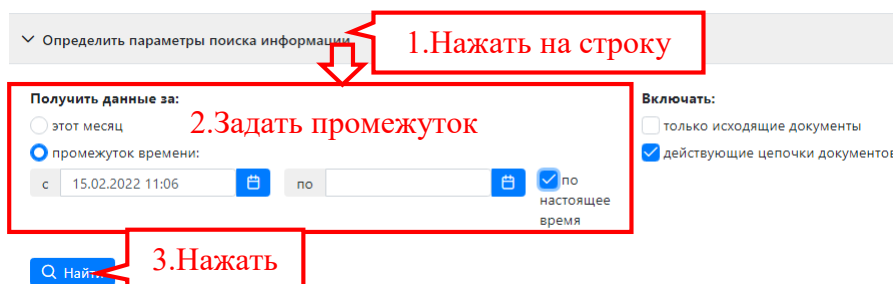 Определить параметры поиска информации
1.Нажать на строку
Получить данные за:
этот месяц
2.Задать промежуток
промежуток времени:
с 15.02.2022 11:06 по
по
настоящее
время
Включать:
только исходящие документы
действующие цепочки документов
Найти
3.Нажать